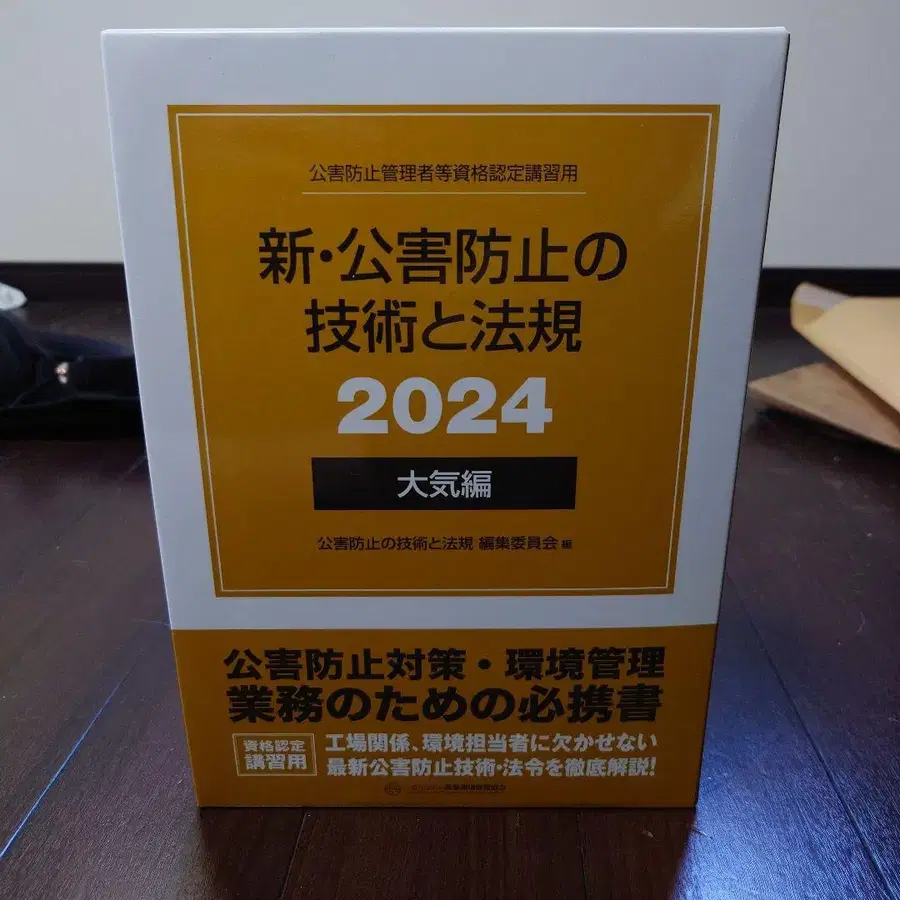 公害防止管理者等資格認定講習用
新・公害防止の
技術と法規
2024
大気編
公害防止の技術と法規 編集委員会 編
公害防止対策・環境管理
業務のための必携書
資格認定
講習用
工場関係、環境担当者に欠かせない
最新公害防止技術・法令を徹底解説!